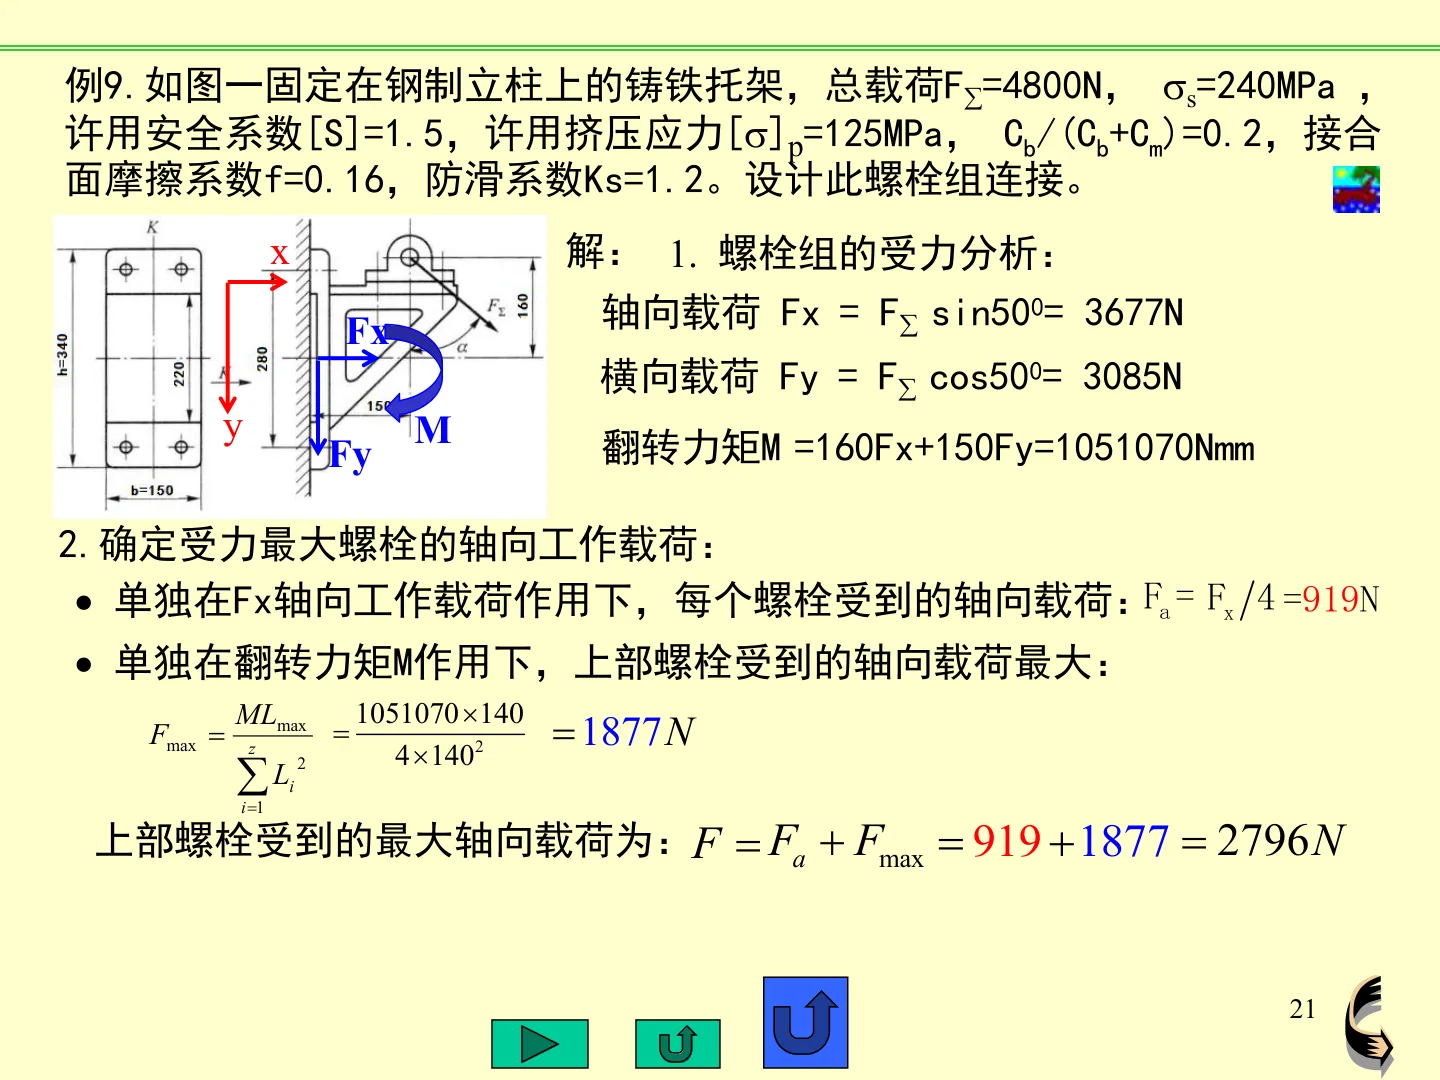 例9.如图一固定在钢制立柱上的铸铁托架，总载荷F∑=4800N， σs=240MPa ，
许用安全系数[S]=1.5，许用挤压应力[σ]p=125MPa， Cb/(Cb+Cm)=0.2，接合
面摩擦系数f=0.16，防滑系数Ks=1.2。设计此螺栓组连接。
K
x
h=340
220
K
y
b=150
280
Fx
FΣ
160
α
150
M
Fy
解： 1. 螺栓组的受力分析：
轴向载荷 Fx = F∑ sin50⁰= 3677N
横向载荷 Fy = F∑ cos50⁰= 3085N
翻转力矩M =160Fx+150Fy=1051070Nmm
2.确定受力最大螺栓的轴向工作载荷：
• 单独在Fx轴向工作载荷作用下，每个螺栓受到的轴向载荷：Fa = Fx /4 =919N
• 单独在翻转力矩M作用下，上部螺栓受到的轴向载荷最大：
Fmax = MLmax / ∑(i=1→z) Li² = 1051070×140 / 4×140² =1877N
上部螺栓受到的最大轴向载荷为：F = Fa + Fmax = 919 + 1877 = 2796N
21